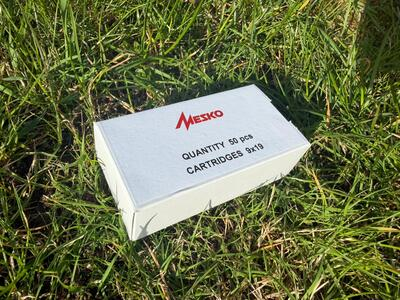 MESKO
QUANTITY 50 pcs
CARTRIDGES 9x19